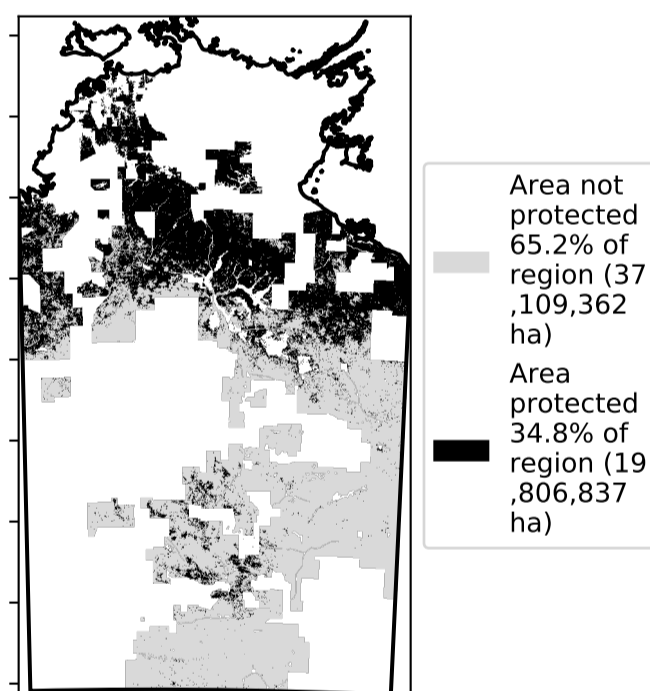 Area not
protected
65.2% of
region (37
,109,362
ha)
Area
protected
34.8% of
region (19
,806,837
ha)